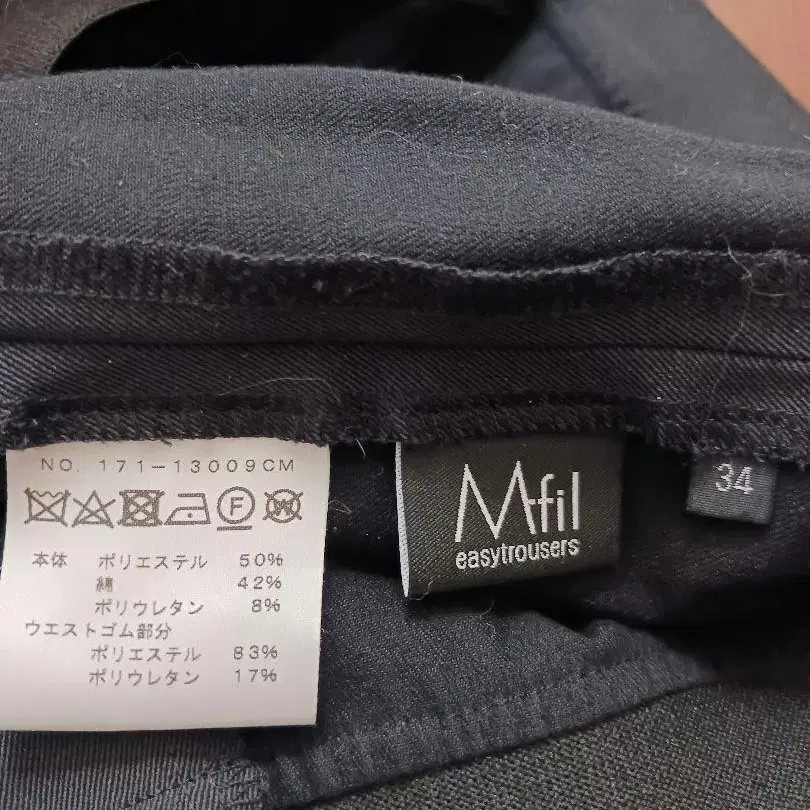 NO. 171-13009CM
F W
本体 ポリエステル 50%
綿 42%
ポリウレタン 8%
ウエストゴム部分
ポリエステル 83%
ポリウレタン 17%
M-fil
easytrousers
34